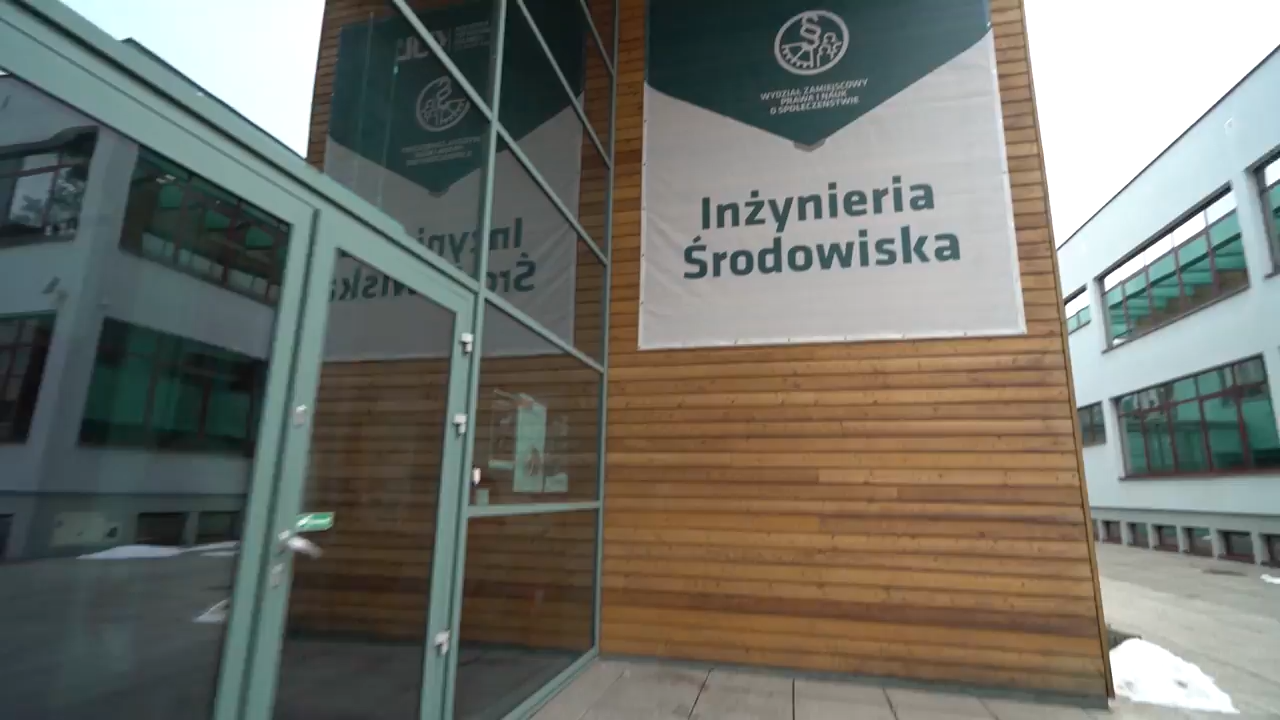 WYDZIAŁ ZAMIEJSCOWY
PRAWA I NAUK
O SPOŁECZEŃSTWIE
Inżynieria
Środowiska